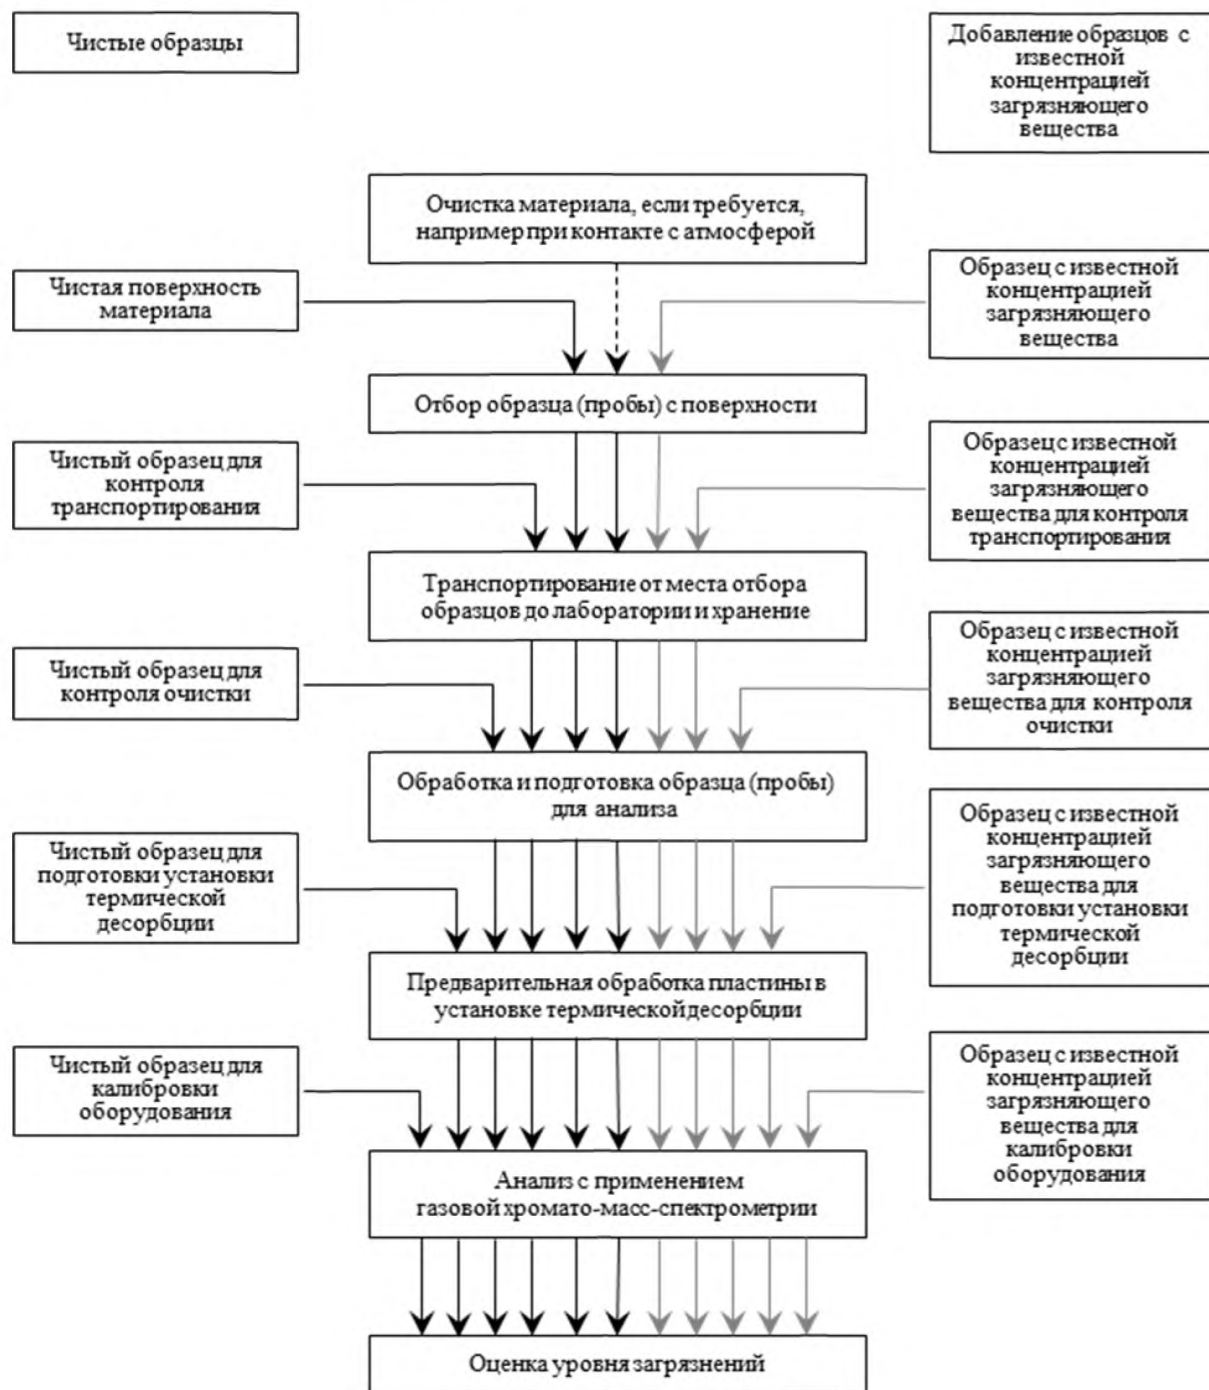 Чистые образцы
Добавление образцов с
известной
концентрацией
загрязняющего
вещества
Очистка материала, если требуется,
например при контакте с атмосферой
Чистая поверхность
материала
Образец с известной
концентрацией
загрязняющего
вещества
Отбор образца (пробы) с поверхности
Чистый образец для
контроля
транспортирования
Образец с известной
концентрацией
загрязняющего
вещества для контроля
транспортирования
Транспортирование от места отбора
образцов до лаборатории и хранение
Чистый образец для
контроля очистки
Образец с известной
концентрацией
загрязняющего
вещества для контроля
очистки
Обработка и подготовка образца (пробы)
для анализа
Чистый образец для
подготовки установки
термической
десорбции
Образец с известной
концентрацией
загрязняющего
вещества для
подготовки установки
термической
десорбции
Предварительная обработка пластины в
установке термической десорбции
Чистый образец для
калибровки
оборудования
Образец с известной
концентрацией
загрязняющего
вещества для
калибровки
оборудования
Анализ с применением
газовой хромато-масс-спектрометрии
Оценка уровня загрязнений